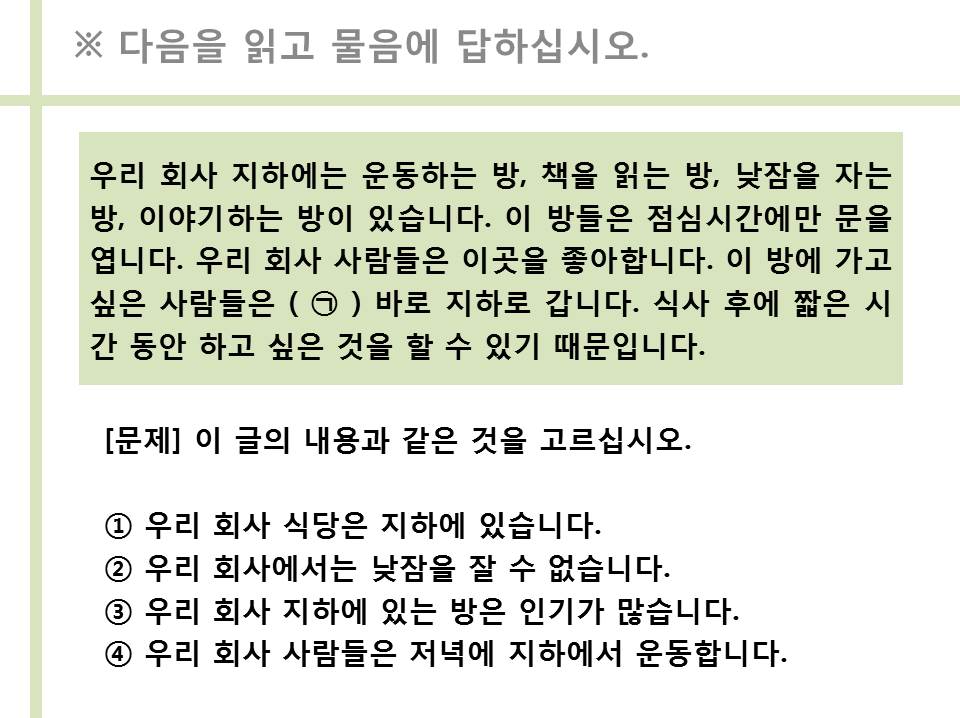 ※ 다음을 읽고 물음에 답하십시오.
우리 회사 지하에는 운동하는 방, 책을 읽는 방, 낮잠을 자는
방, 이야기하는 방이 있습니다. 이 방들은 점심시간에만 문을
엽니다. 우리 회사 사람들은 이곳을 좋아합니다. 이 방에 가고
싶은 사람들은 ( ㉠ ) 바로 지하로 갑니다. 식사 후에 짧은 시
간 동안 하고 싶은 것을 할 수 있기 때문입니다.
[문제] 이 글의 내용과 같은 것을 고르십시오.
① 우리 회사 식당은 지하에 있습니다.
② 우리 회사에서는 낮잠을 잘 수 없습니다.
③ 우리 회사 지하에 있는 방은 인기가 많습니다.
④ 우리 회사 사람들은 저녁에 지하에서 운동합니다.